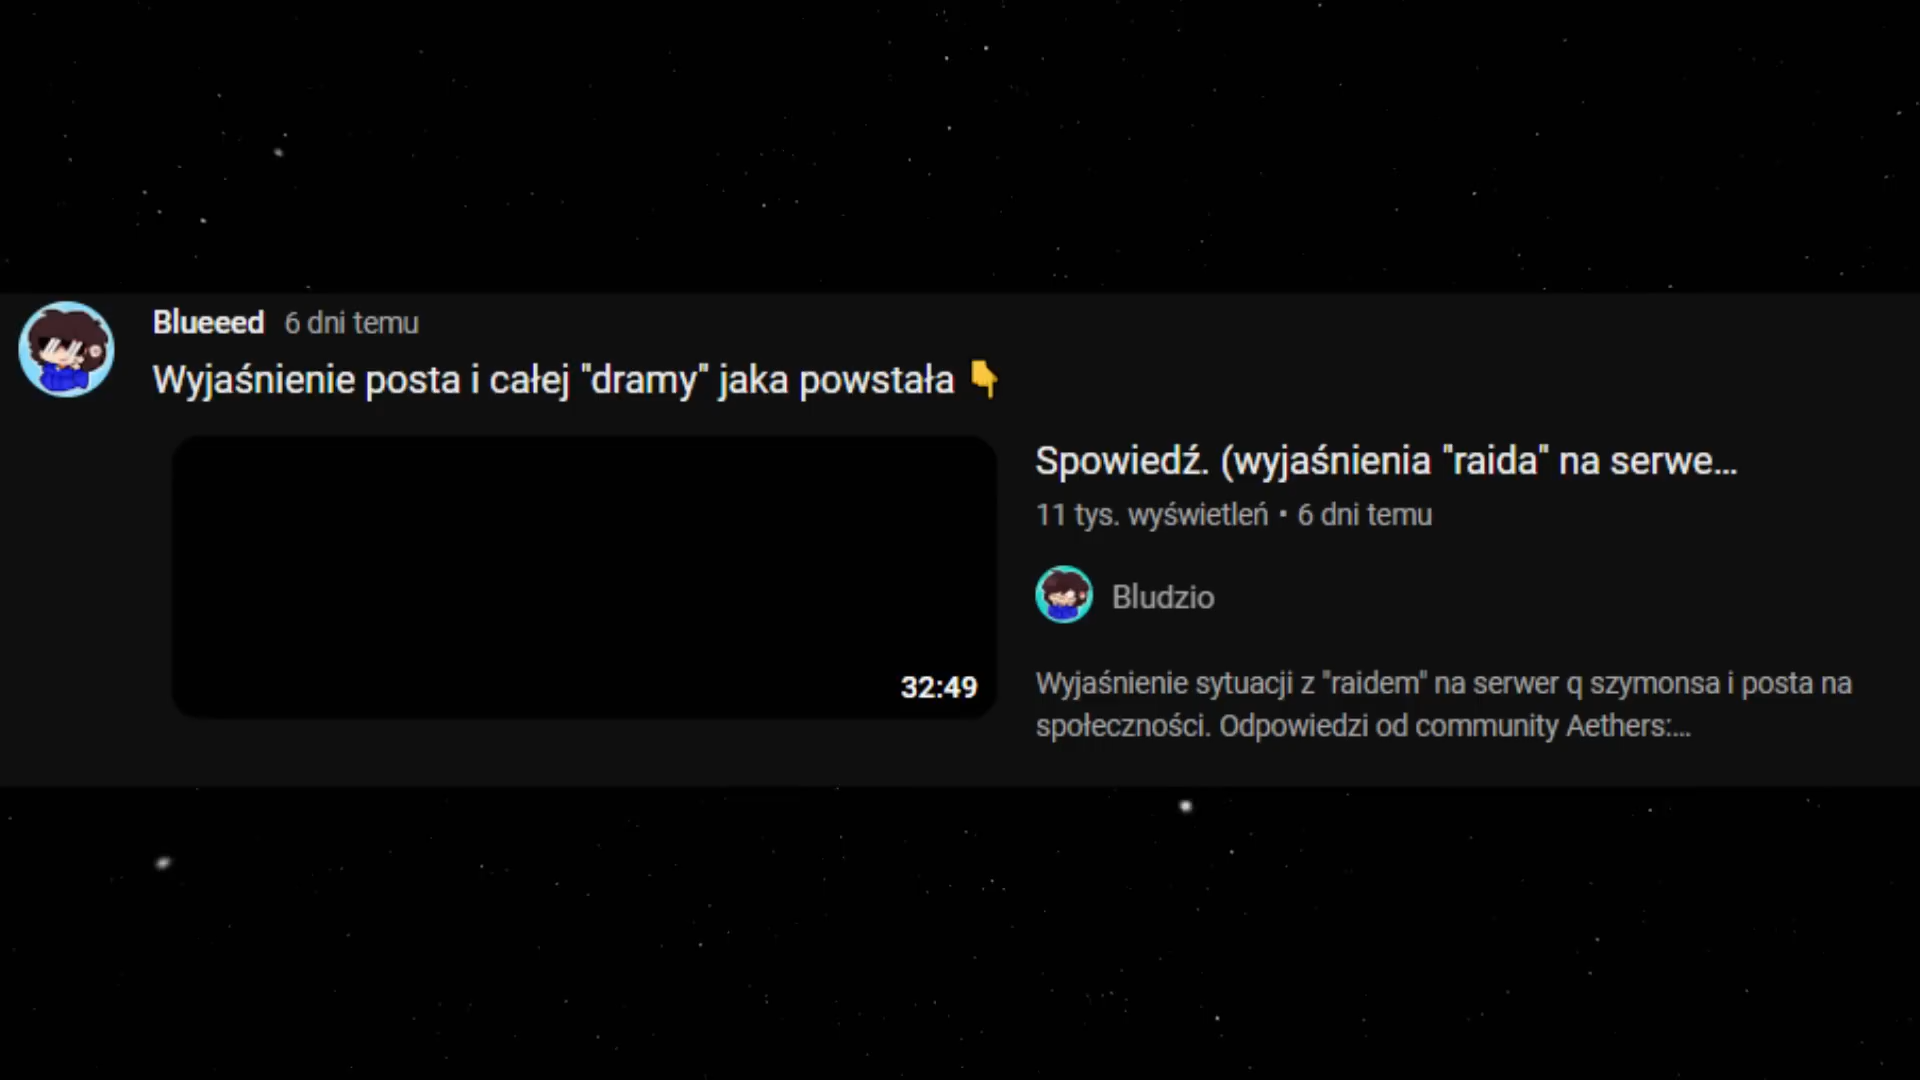 Blueeed 6 dni temu
Wyjaśnienie posta i całej "dramy" jaka powstała 👇
32:49
Spowiedź. (wyjaśnienia "raida" na serwe...
11 tys. wyświetleń • 6 dni temu
Bludzio
Wyjaśnienie sytuacji z "raidem" na serwer q szymonsa i posta na
społeczności. Odpowiedzi od community Aethers:...